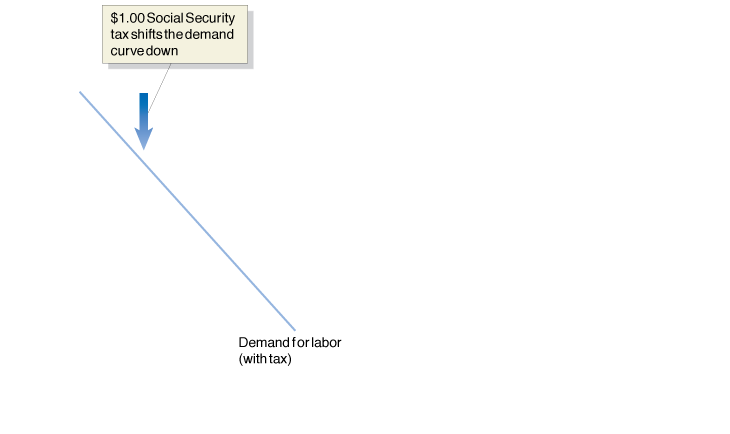 $1.00 Social Security
tax shifts the demand
curve down
Demand for labor
(with tax)